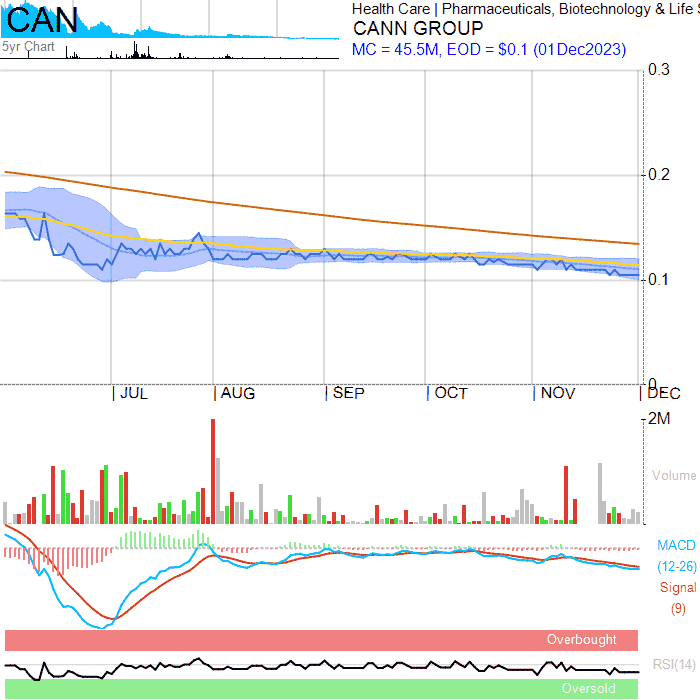 CAN
5yr Chart
Health Care | Pharmaceuticals, Biotechnology & Life S
CANN GROUP
MC = 45.5M, EOD = $0.1 (01Dec2023)
0.3
0.2
0.1
0
JUL AUG SEP OCT NOV DEC
2M
Volume
MACD
(12-26)
Signal
(9)
Overbought
RSI(14)
Oversold